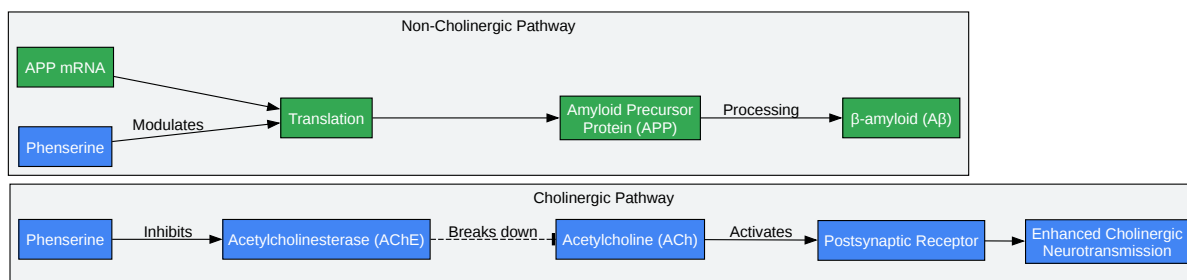 Non-Cholinergic Pathway
APP mRNA
Modulates
Phenserine
Translation
Amyloid Precursor
Protein (APP)
Processing
β-amyloid (Aβ)
Cholinergic Pathway
Phenserine
Inhibits
Acetylcholinesterase (AChE)
Breaks down
Acetylcholine (ACh)
Activates
Postsynaptic Receptor
Enhanced Cholinergic
Neurotransmission